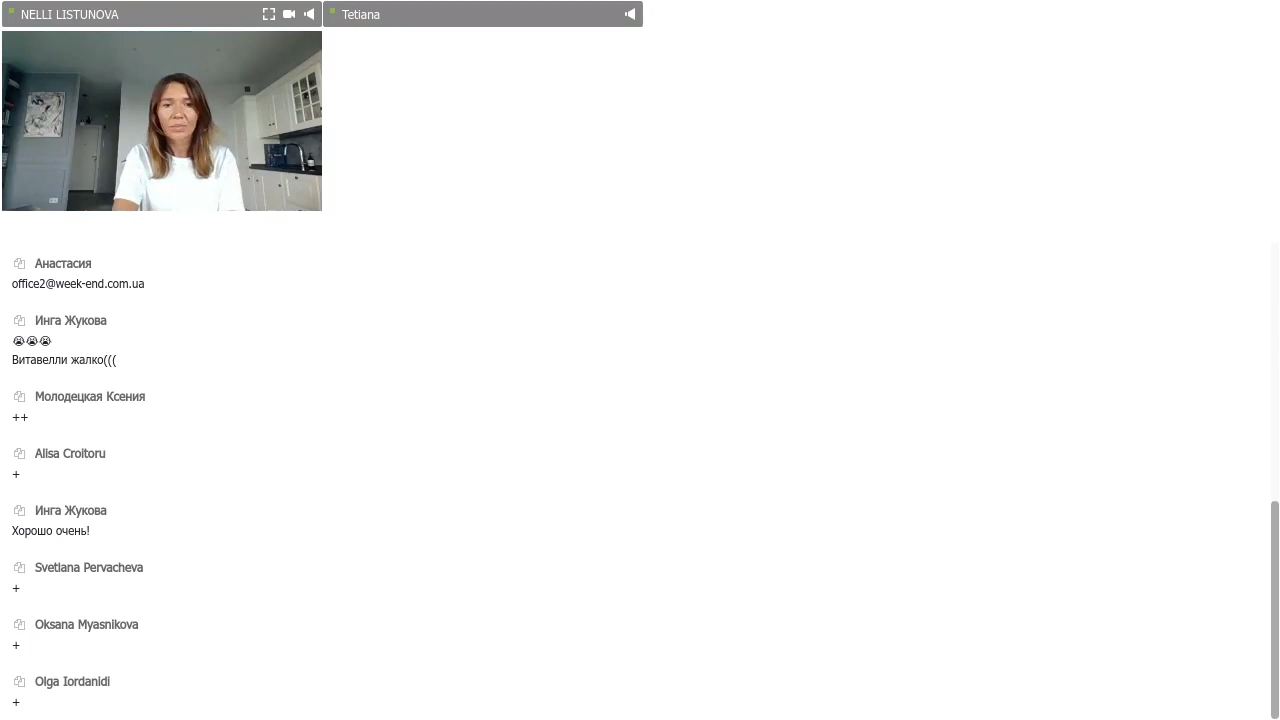 NELLI LISTUNOVA
Tetiana
Анастасия
office2@week-end.com.ua
Инга Жукова
😭😭😭
Витавелли жалко(((
Молодецкая Ксения
++
Alisa Croitoru
+
Инга Жукова
Хорошо очень!
Svetlana Pervacheva
+
Oksana Myasnikova
+
Olga Iordanidi
+